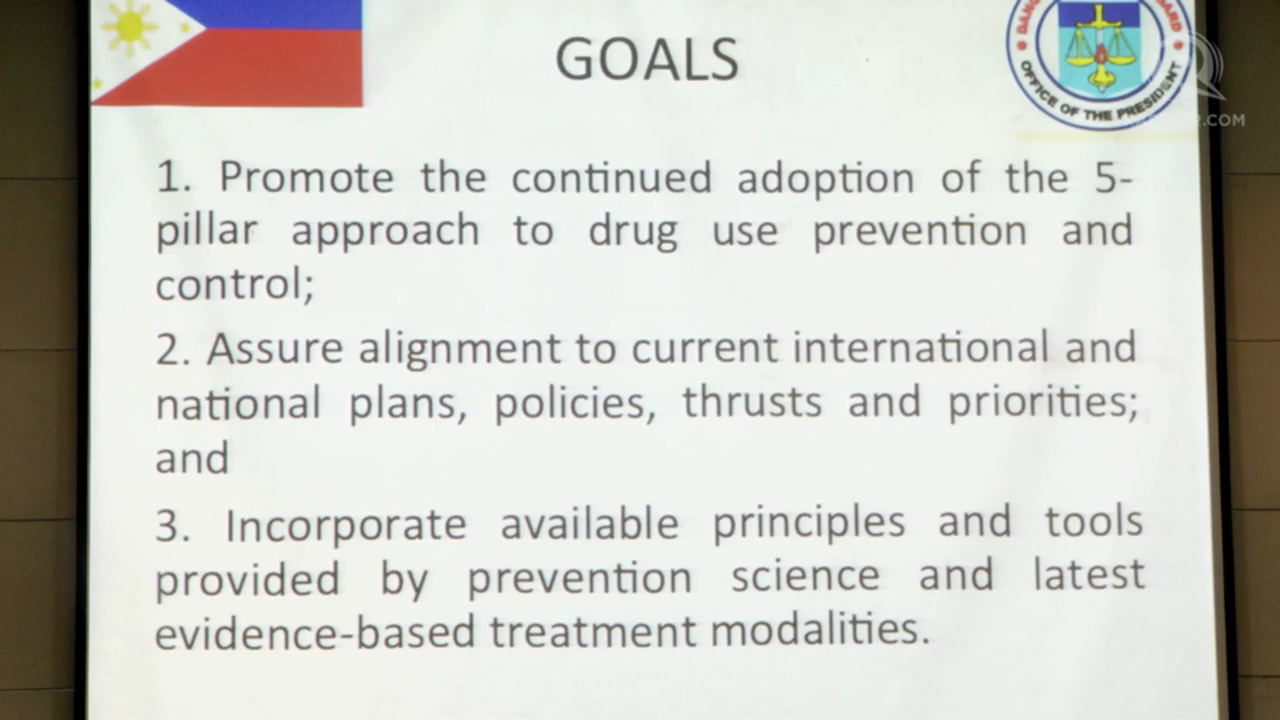 GOALS
OFFICE OF THE PRESIDENT
.COM
1. Promote the continued adoption of the 5-
pillar approach to drug use prevention and
control;
2. Assure alignment to current international and
national plans, policies, thrusts and priorities;
and
3. Incorporate available principles and tools
provided by prevention science and latest
evidence-based treatment modalities.